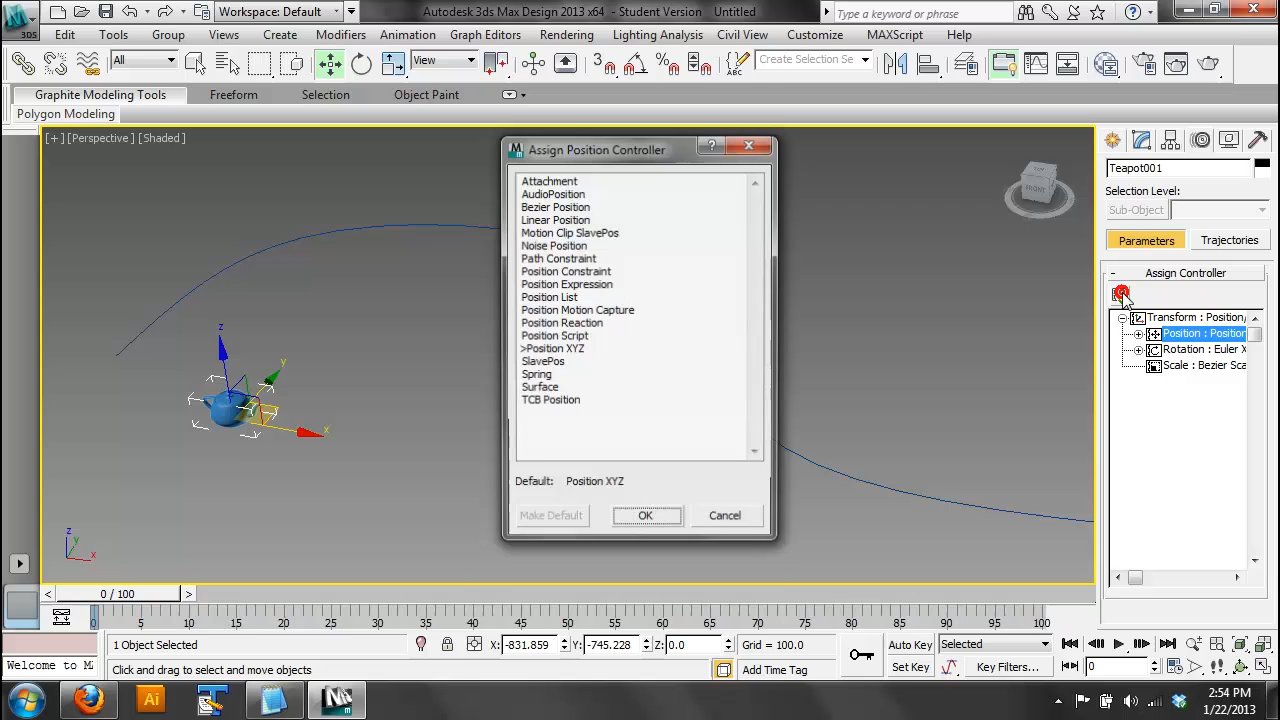 Workspace: Default
Autodesk 3ds Max Design 2013 x64 - Student Version Untitled
Type a keyword or phrase
3DS
Edit Tools Group Views Create Modifiers Animation Graph Editors Rendering Lighting Analysis Civil View Customize MAXScript Help
All
View
3
%
Create Selection Se
Graphite Modeling Tools Freeform Selection Object Paint
Polygon Modeling
[ + ] [Perspective ] [Shaded ]
Assign Position Controller
Attachment
AudioPosition
Bezier Position
Linear Position
Motion Clip SlavePos
Noise Position
Path Constraint
Position Constraint
Position Expression
Position List
Position Motion Capture
Position Reaction
Position Script
>Position XYZ
SlavePos
Spring
Surface
TCB Position
Default: Position XYZ
Make Default OK Cancel
TOP
FRONT
z
y
x
z
y
x
Teapot001
Selection Level:
Sub-Object
Parameters Trajectories
- Assign Controller
Transform : Position/
Position : Position
Rotation : Euler X
Scale : Bezier Sca
< 0 / 100 >
0 5 10 15 20 25 30 35 40 45 50 55 60 65 70 75 80 85 90 95 100
1 Object Selected
X: -831.859 Y: -745.228 Z: 0.0
Grid = 100.0
Auto Key Selected
Welcome to M
Click and drag to select and move objects
Add Time Tag
Set Key Key Filters...
0
Ai
2:54 PM
1/22/2013